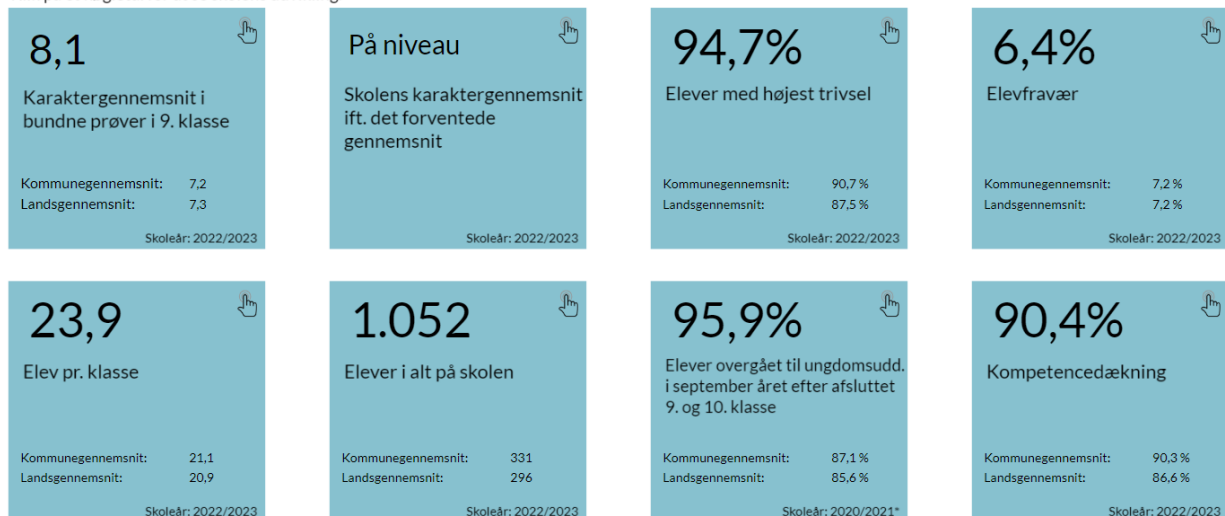 8,1
Karaktergennemsnit i
bundne prøver i 9. klasse
Kommunegennemsnit: 7,2
Landsgennemsnit: 7,3
Skoleår: 2022/2023
På niveau
Skolens karaktergennemsnit
ift. det forventede
gennemsnit
Skoleår: 2022/2023
94,7%
Elever med højest trivsel
Kommunegennemsnit: 90,7 %
Landsgennemsnit: 87,5 %
Skoleår: 2022/2023
6,4%
Elevfravær
Kommunegennemsnit: 7,2 %
Landsgennemsnit: 7,2 %
Skoleår: 2022/2023
23,9
Elev pr. klasse
Kommunegennemsnit: 21,1
Landsgennemsnit: 20,9
Skoleår: 2022/2023
1.052
Elever i alt på skolen
Kommunegennemsnit: 331
Landsgennemsnit: 296
Skoleår: 2022/2023
95,9%
Elever overgået til ungdomsudd.
i september året efter afsluttet
9. og 10. klasse
Kommunegennemsnit: 87,1 %
Landsgennemsnit: 85,6 %
Skoleår: 2020/2021*
90,4%
Kompetencedækning
Kommunegennemsnit: 90,3 %
Landsgennemsnit: 86,6 %
Skoleår: 2022/2023